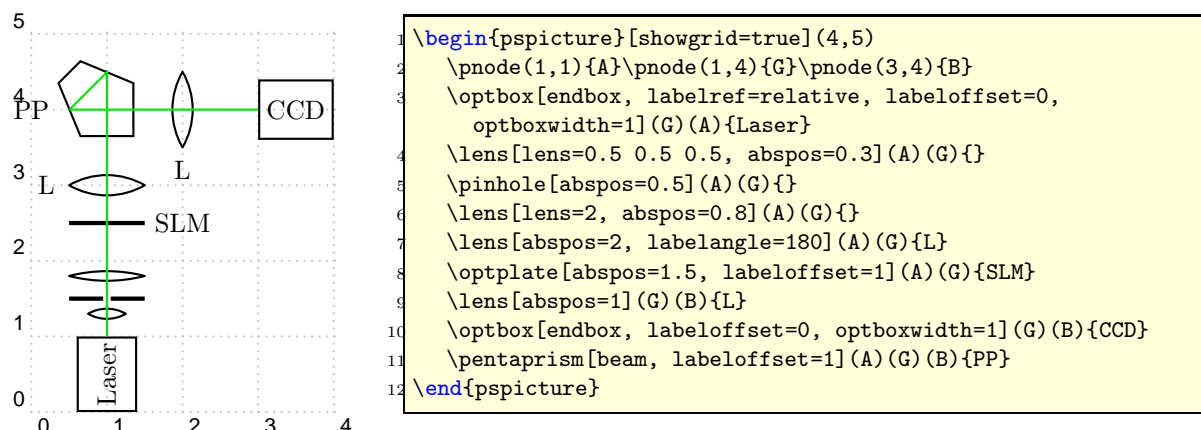 5
4
3
2
1
0
0 1 2 3 4
PP
CCD
L
L
SLM
Laser
1 \begin{pspicture}[showgrid=true](4,5)
2 \pnode(1,1){A}\pnode(1,4){G}\pnode(3,4){B}
3 \optbox[endbox, labelref=relative, labeloffset=0,
optboxwidth=1](G)(A){Laser}
4 \lens[lens=0.5 0.5 0.5, abspos=0.3](A)(G){}
5 \pinhole[abspos=0.5](A)(G){}
6 \lens[lens=2, abspos=0.8](A)(G){}
7 \lens[abspos=2, labelangle=180](A)(G){L}
8 \optplate[abspos=1.5, labeloffset=1](A)(G){SLM}
9 \lens[abspos=1](G)(B){L}
10 \optbox[endbox, labeloffset=0, optboxwidth=1](G)(B){CCD}
11 \pentaprism[beam, labeloffset=1](A)(G)(B){PP}
12 \end{pspicture}